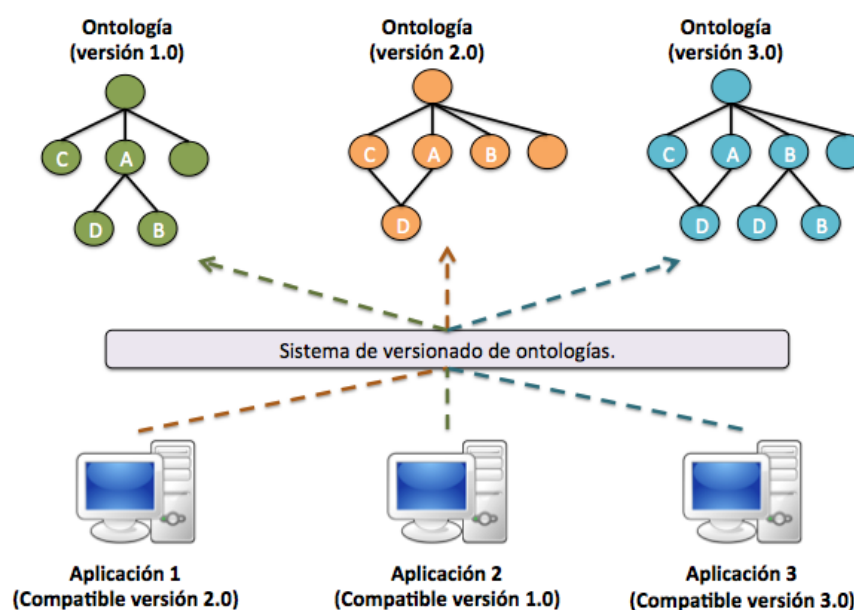 Ontología
(versión 1.0)
Ontología
(versión 2.0)
Ontología
(versión 3.0)
C
A
D
B
C
A
B
D
C
A
B
D
D
B
Sistema de versionado de ontologías.
Aplicación 1
(Compatible versión 2.0)
Aplicación 2
(Compatible versión 1.0)
Aplicación 3
(Compatible versión 3.0)